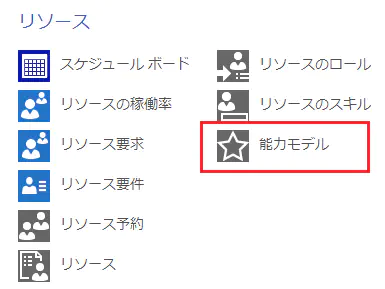 リソース
スケジュール ボード
リソースの稼働率
リソース要求
リソース要件
リソース予約
リソース
リソースのロール
リソースのスキル
能力モデル